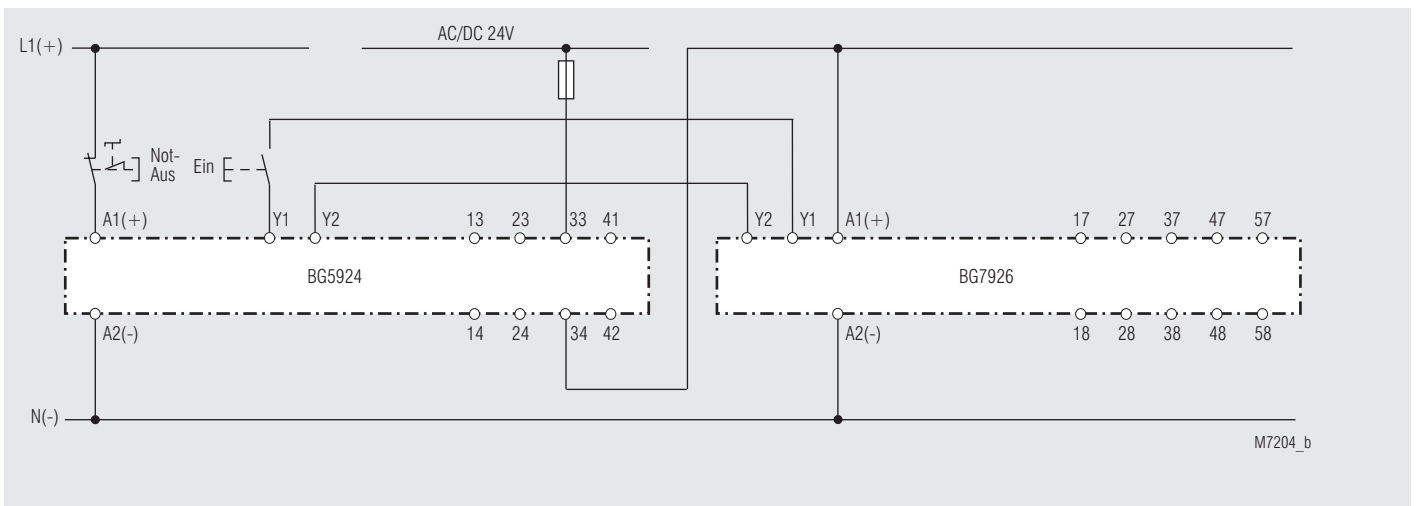 AC/DC 24V
L1(+)
Not-
Aus
Ein
A1(+) Y1 Y2 13 23 33 41 Y2 Y1 A1(+) 17 27 37 47 57
BG5924 BG7926
A2(-) 14 24 34 42 A2(-) 18 28 38 48 58
N(-)
M7204_b